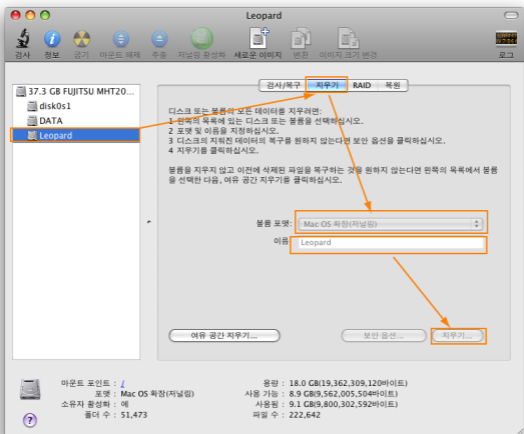 Leopard
검사 정보 굽기 마운트 해제 추출 저널링 활성화 새로운 이미지 변환 이미지 크기 변경 로그
37.3 GB FUJITSU MHT20...
disk0s1
DATA
Leopard
검사/복구 지우기 RAID 복원
디스크 또는 볼륨의 모든 데이터를 지우려면:
1 왼쪽의 목록에 있는 디스크 또는 볼륨을 선택하십시오.
2 포맷 및 이름을 지정하십시오.
3 디스크의 지워진 데이터의 복구를 원하지 않는다면 보안 옵션을 클릭하십시오.
4 지우기를 클릭하십시오.
볼륨을 지우지 않고 이전에 삭제된 파일을 복구하는 것을 원하지 않는다면 왼쪽의 목록에서 볼륨
을 선택한 다음, 여유 공간 지우기를 클릭하십시오.
볼륨 포맷: Mac OS 확장(저널링)
이름: Leopard
여유 공간 지우기... 보안 옵션... 지우기...
마운트 포인트 : /
포맷 : Mac OS 확장(저널링)
소유자 활성화 : 예
폴더 수 : 51,473
용량 : 18.0 GB(19,362,309,120바이트)
사용 가능 : 8.9 GB(9,562,005,504바이트)
사용됨 : 9.1 GB(9,800,302,592바이트)
파일 수 : 222,642
?